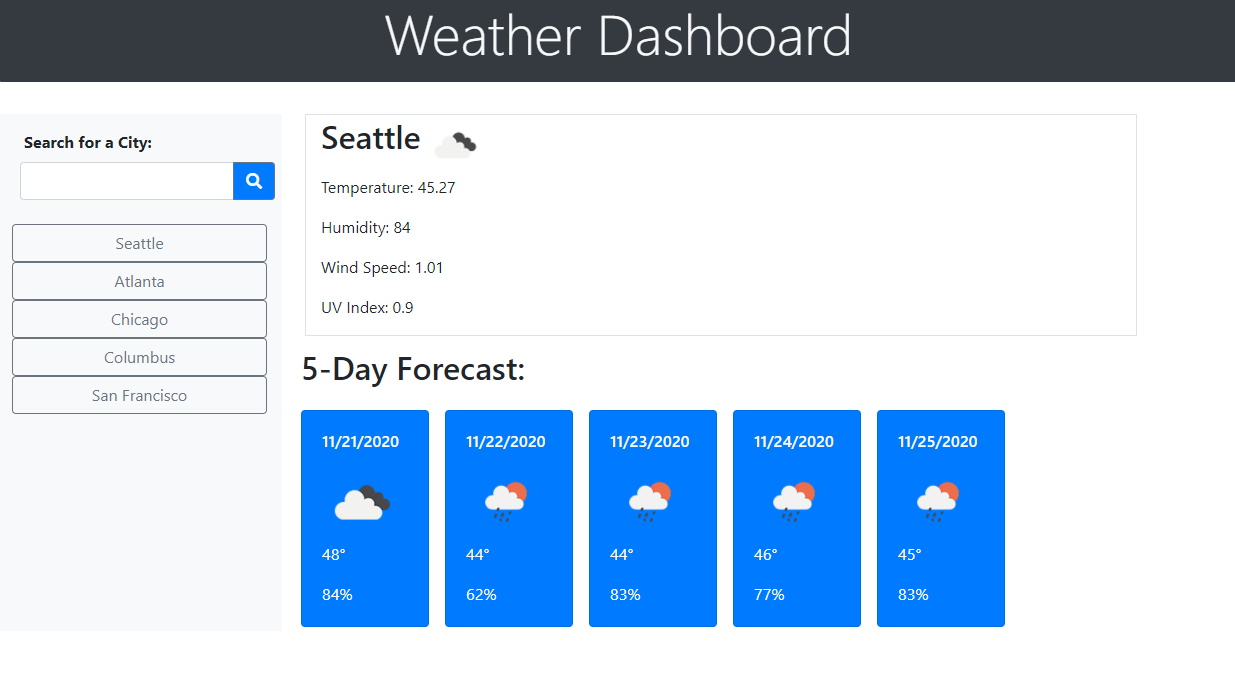 Weather Dashboard
Search for a City:
Seattle
Atlanta
Chicago
Columbus
San Francisco
Seattle
Temperature: 45.27
Humidity: 84
Wind Speed: 1.01
UV Index: 0.9
5-Day Forecast:
11/21/2020
48°
84%
11/22/2020
44°
62%
11/23/2020
44°
83%
11/24/2020
46°
77%
11/25/2020
45°
83%